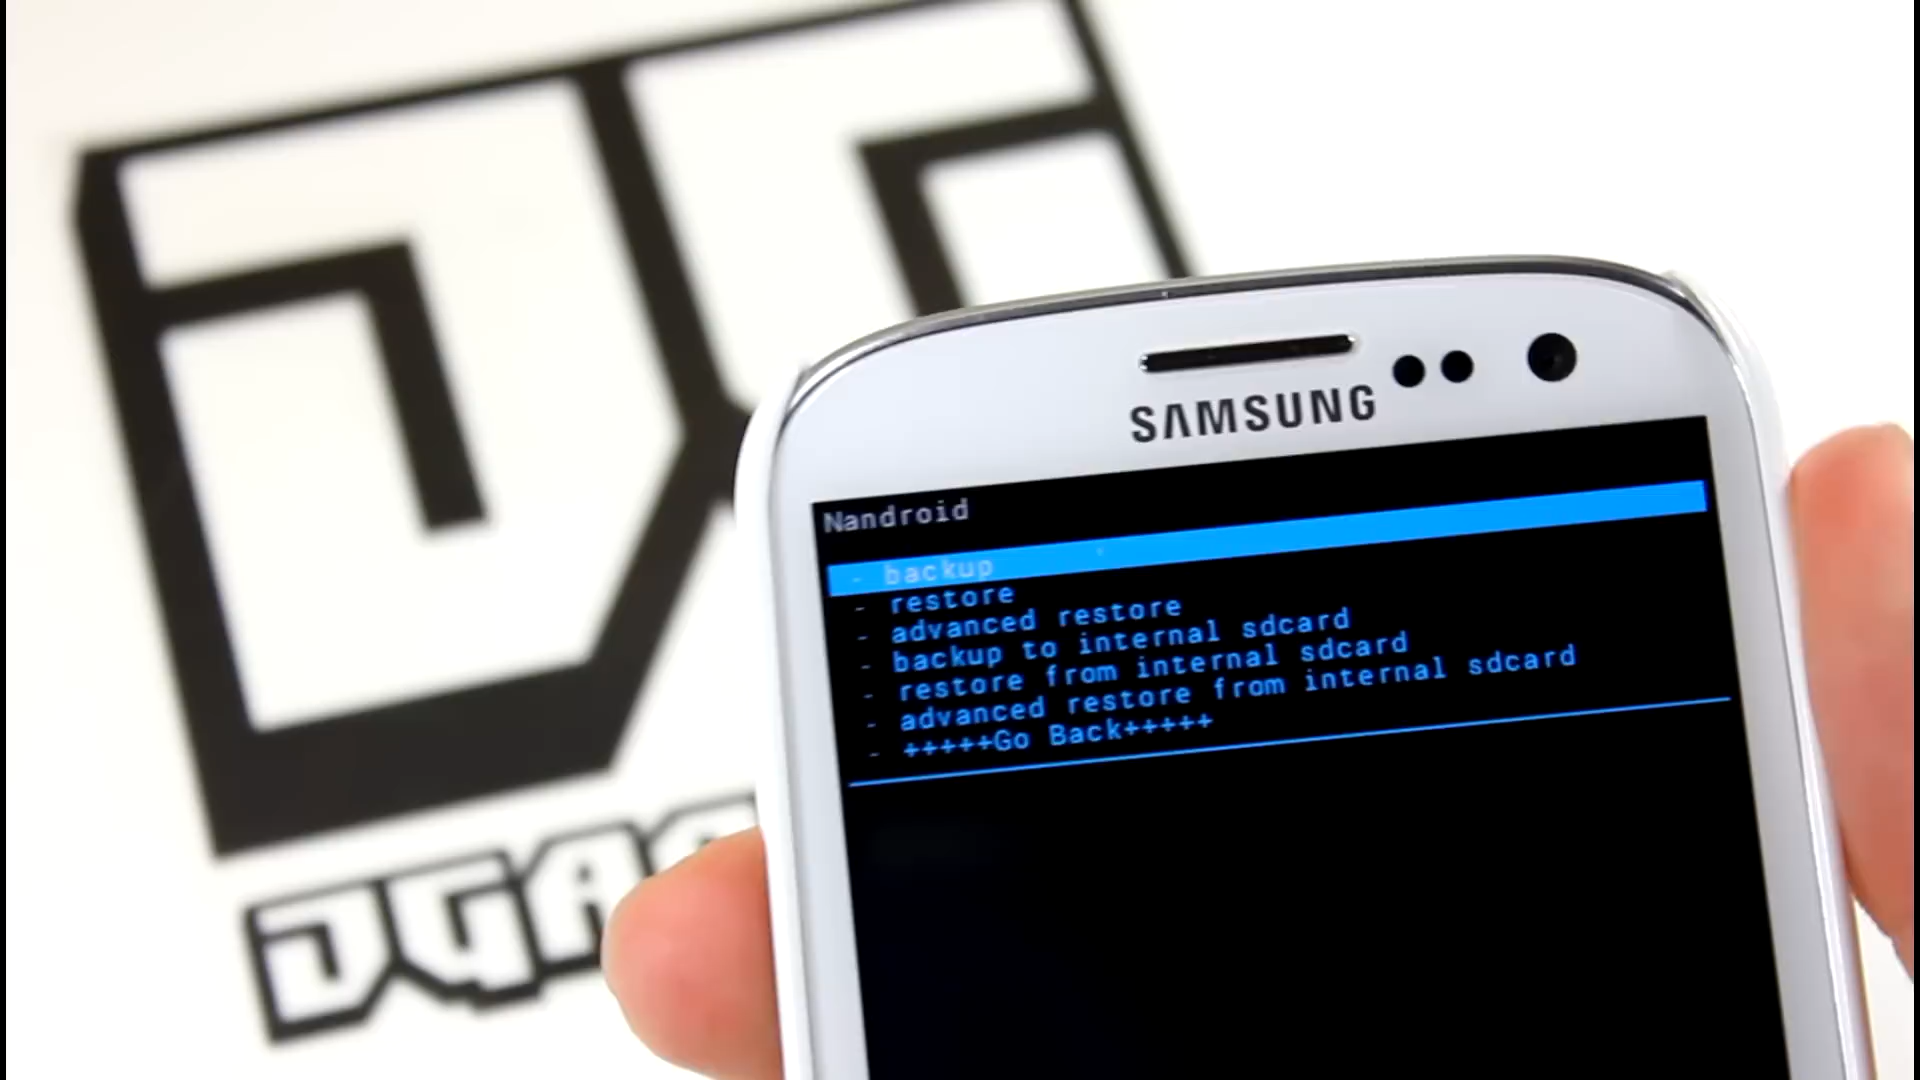 SAMSUNG
Nandroid
- backup
- restore
- advanced restore
- backup to internal sdcard
- restore from internal sdcard
- advanced restore from internal sdcard
- +++++Go Back+++++